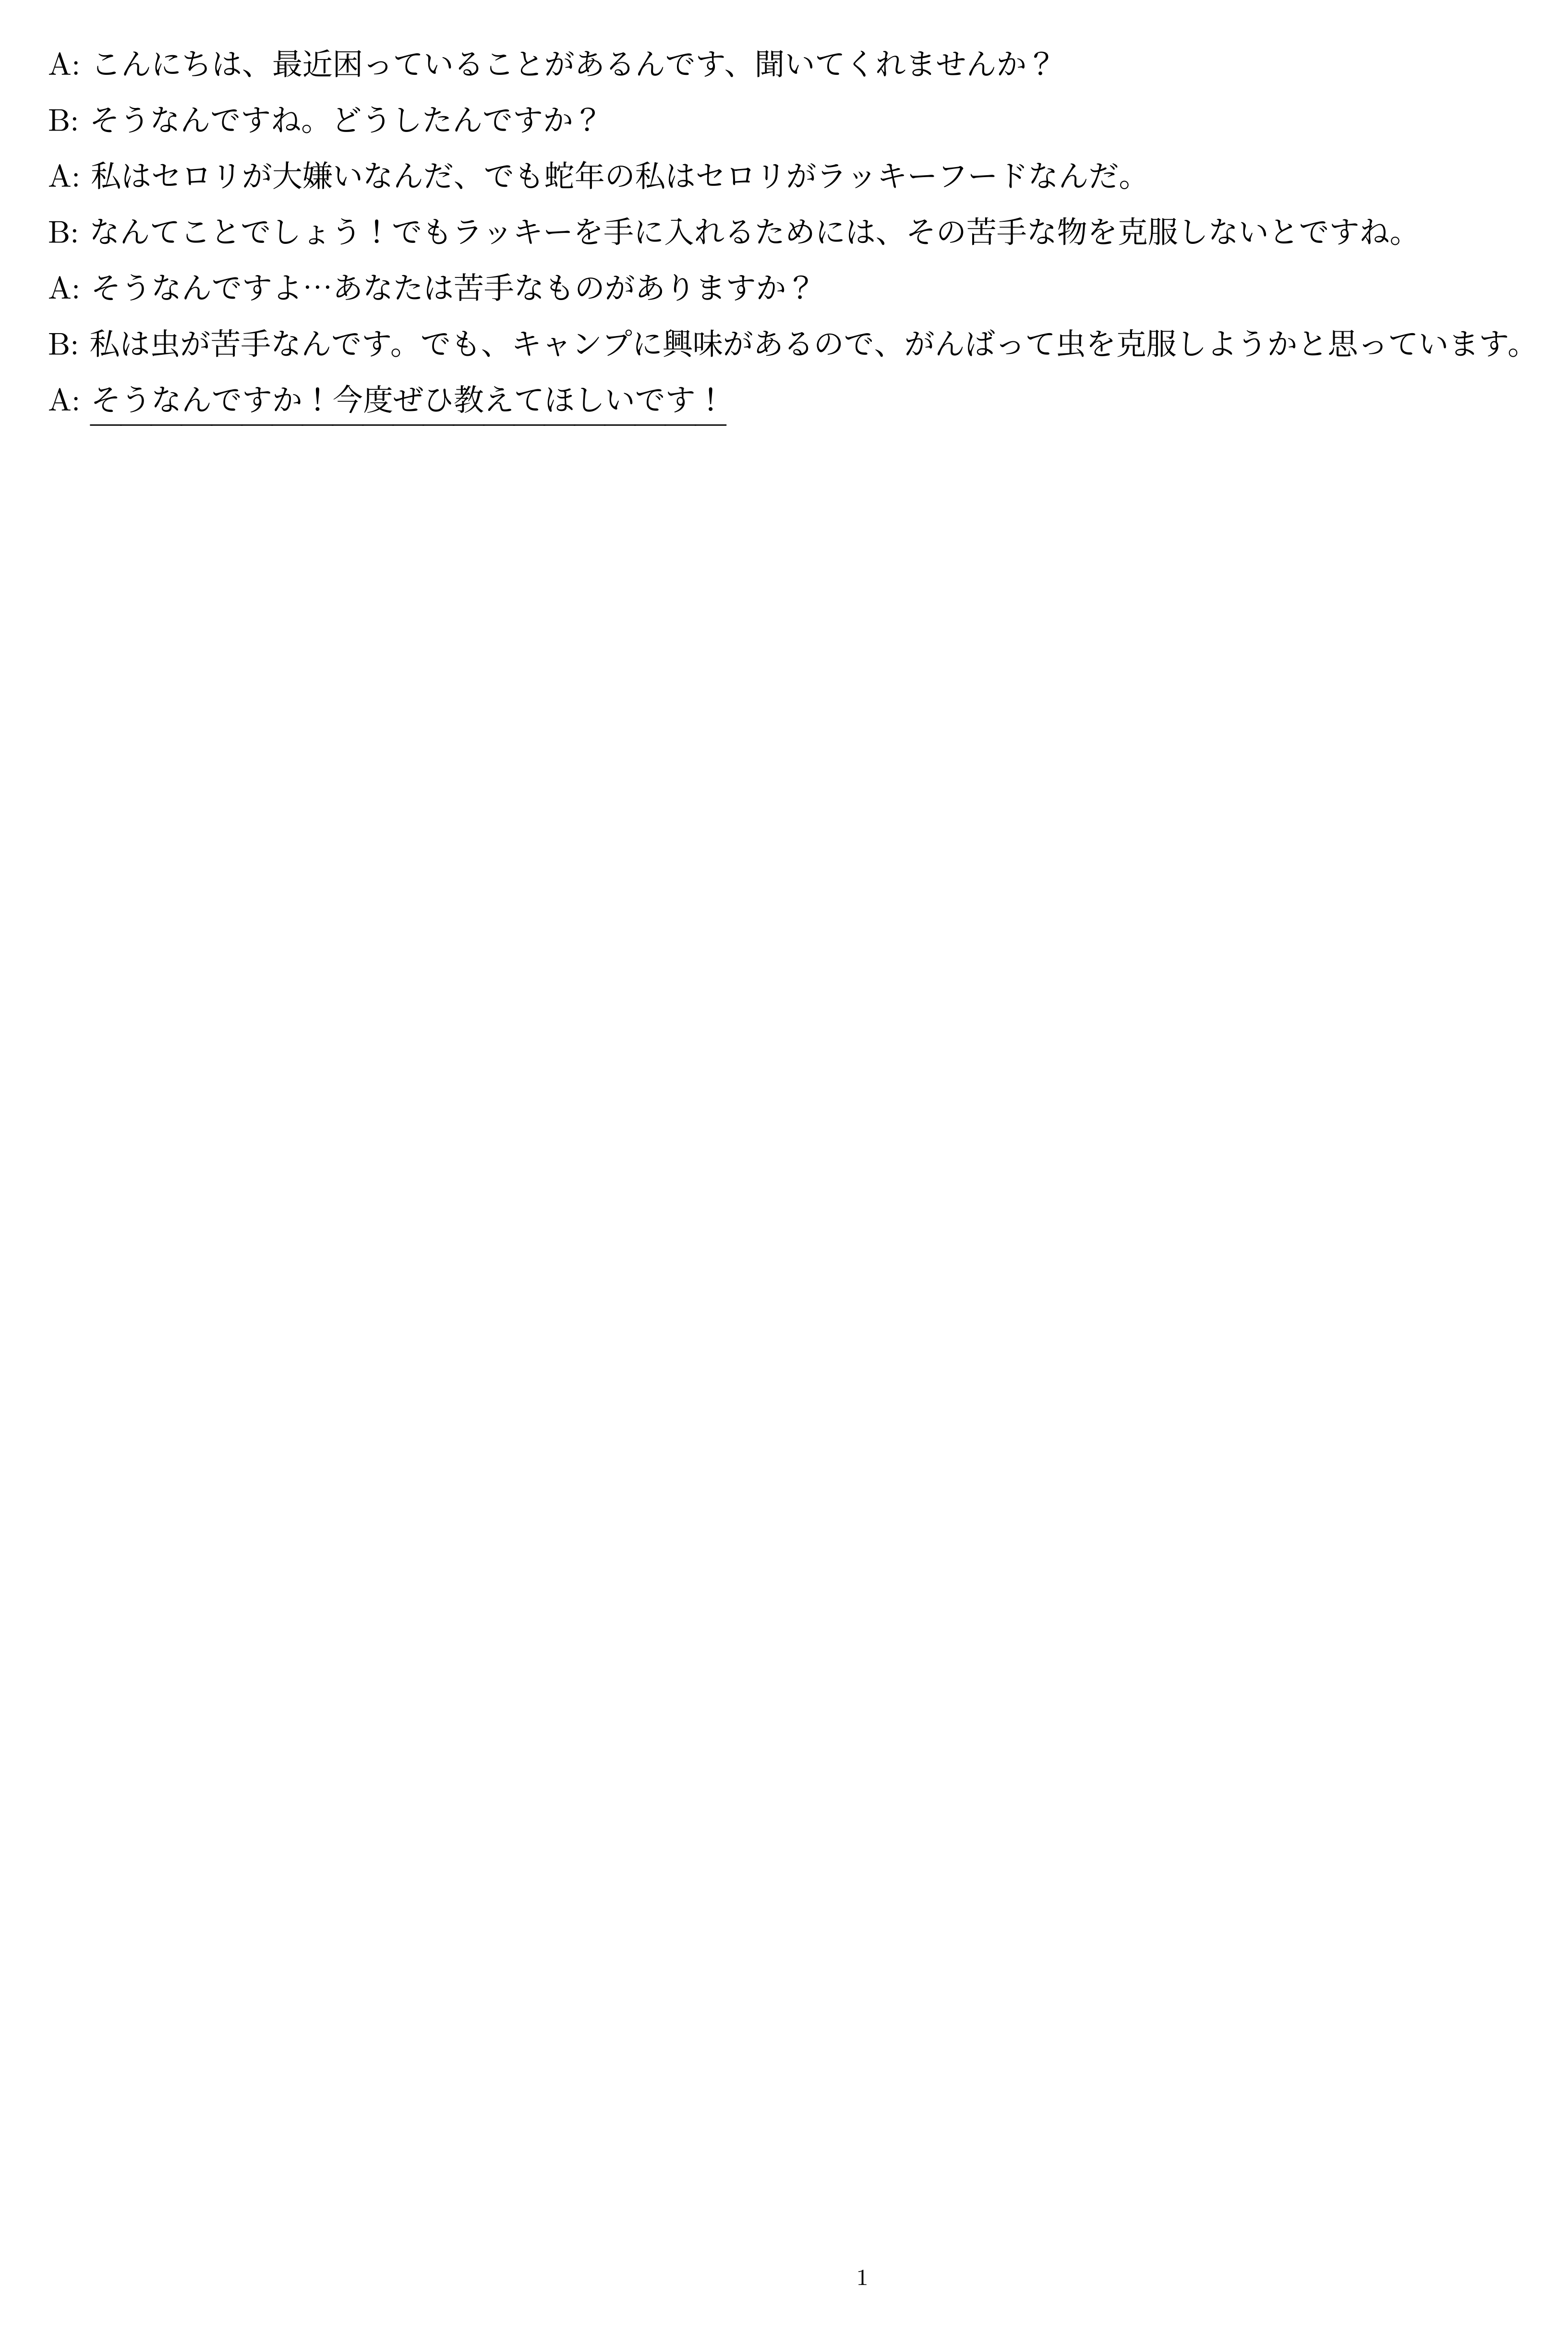 A: こんにちは、最近困っていることがあるんです、聞いてくれませんか？
B: そうなんですね。どうしたんですか？
A: 私はセロリが大嫌いなんだ、でも蛇年の私はセロリがラッキーフードなんだ。
B: なんてことでしょう！でもラッキーを手に入れるためには、その苦手な物を克服しないとですね。
A: そうなんですよ…あなたは苦手なものがありますか？
B: 私は虫が苦手なんです。でも、キャンプに興味があるので、がんばって虫を克服しようかと思っています。
A: そうなんですか！今度ぜひ教えてほしいです！
1